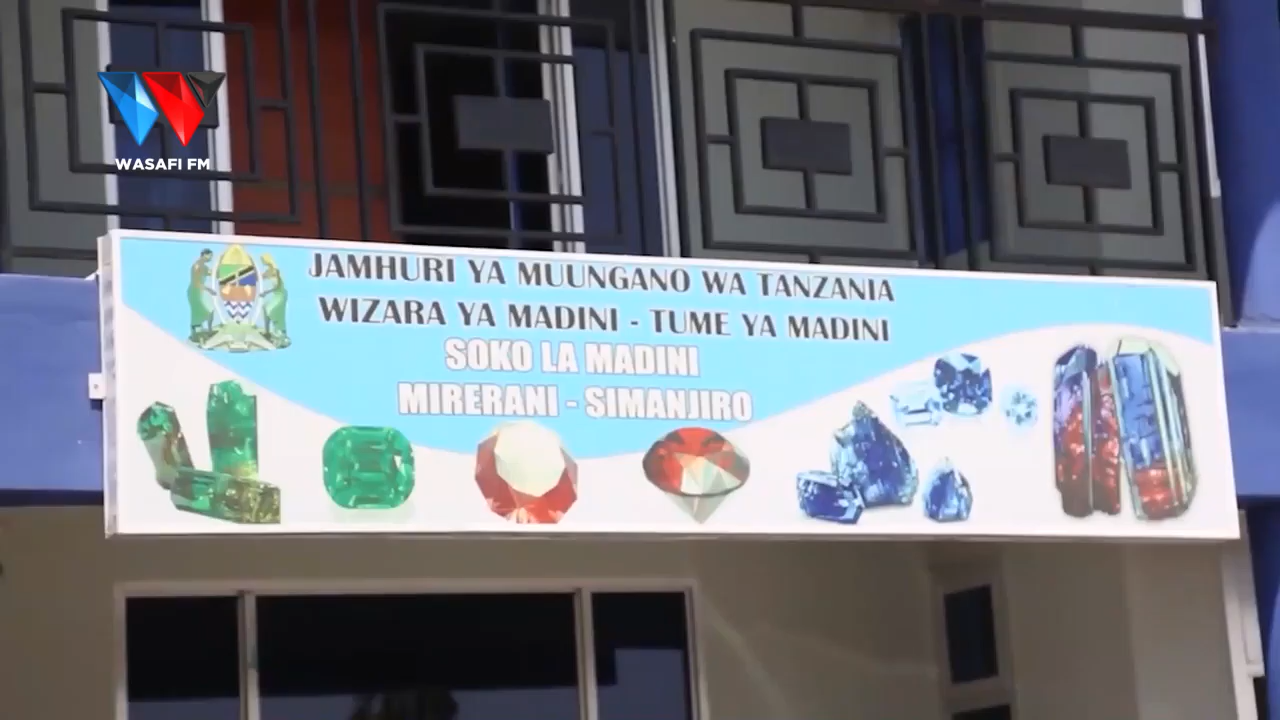 WASAFI FM
JAMHURI YA MUUNGANO WA TANZANIA
WIZARA YA MADINI - TUME YA MADINI
SOKO LA MADINI
MIRERANI - SIMANJIRO